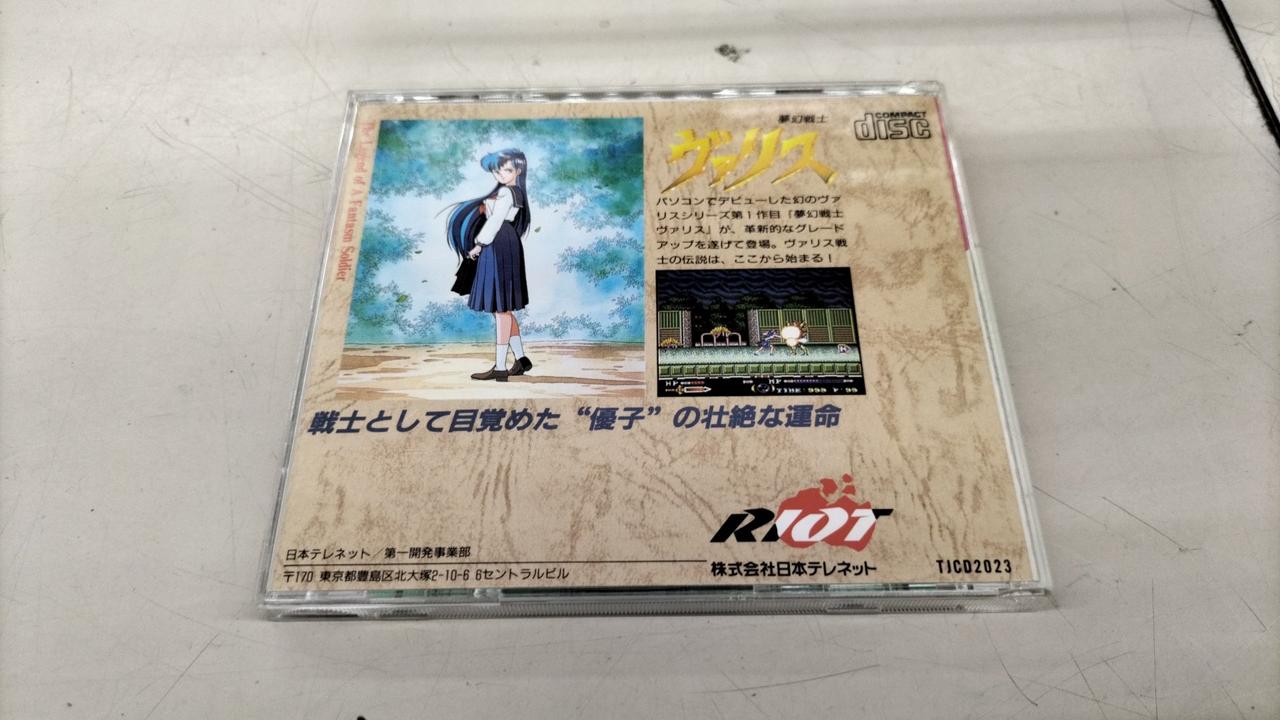 The Legend of A Fantasm Soldier
夢幻戦士
ヴァリス
COMPACT
disc
パソコンでデビューした幻のヴァ
リスシリーズ第1作目「夢幻戦士
ヴァリス」が、革新的なグレード
アップを遂げて登場。ヴァリス戦
士の伝説は、ここから始まる!
TIME:999 P:99
戦士として目覚めた“優子”の壮絶な運命
RIOT
日本テレネット/第一開発事業部
〒170 東京都豊島区北大塚2-10-6 6セントラルビル
株式会社日本テレネット
TJCD2023